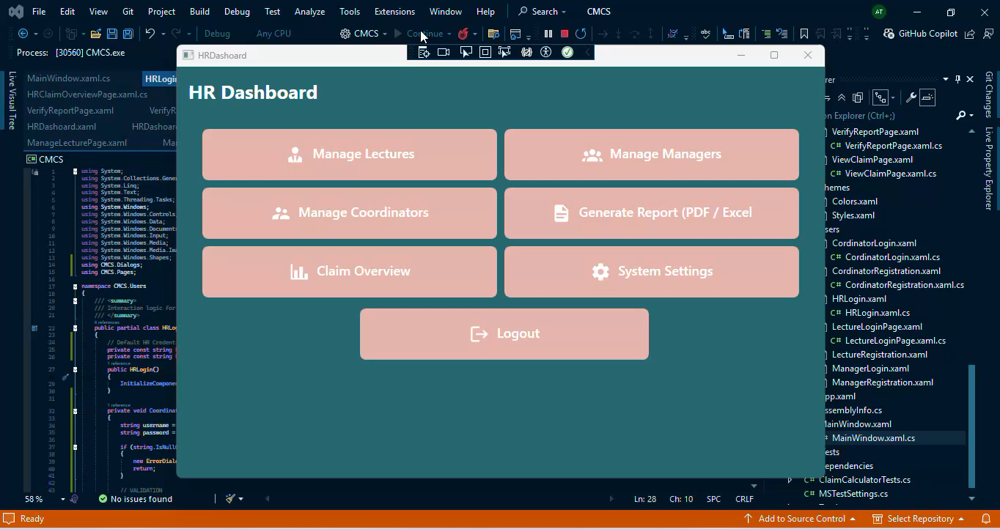 File Edit View Git Project Build Debug Test Analyze Tools Extensions Window Help Search CMCS AT
Debug Any CPU CMCS Continue abc GitHub Copilot
Process: [30560] CMCS.exe
HRDashoard
Live Visual Tree
MainWindow.xaml.cs HRLogin
HRClaimOverviewPage.xaml.cs
VerifyReportPage.xaml VerifyR
HRDashoard.xaml HRDashoar
ManageLecturePage.xaml Ma
C# CMCS
1 using System;
2 using System.Collections.Gene
3 using System.Linq;
4 using System.Text;
5 using System.Threading.Tasks;
6 using System.Windows;
7 using System.Windows.Controls
8 using System.Windows.Data;
9 using System.Windows.Document
10 using System.Windows.Input;
11 using System.Windows.Media;
12 using System.Windows.Media.Im
13 using System.Windows.Shapes;
14 using CMCS.Dialogs;
15 using CMCS.Pages;
16
17 namespace CMCS.Users
18 {
19 /// <summary>
20 /// Interaction logic for
21 /// </summary>
4 references
22 public partial class HRLog
23 {
24 // Default HR Credenti
25 private const string
26 private const string
1 reference
27 public HRLogin()
{
29 InitializeCompone
30 }
31
1 reference
32 private void Coordinat
33 {
34 string username =
35 string password =
36
37 if (string.IsNullO
38 {
39 new ErrorDialo
40 return;
41 }
42
43 // VALIDATION
HR Dashboard
Manage Lectures
Manage Managers
Manage Coordinators
Generate Report (PDF / Excel
Claim Overview
System Settings
Logout
rer
n Explorer (Ctrl+;)
VerifyReportPage.xaml
C# VerifyReportPage.xaml.cs
ViewClaimPage.xaml
C# ViewClaimPage.xaml.cs
hemes
Colors.xaml
Styles.xaml
sers
CordinatorLogin.xaml
C# CordinatorLogin.xaml.cs
CordinatorRegistration.xaml
C# CordinatorRegistration.xaml.cs
HRLogin.xaml
C# HRLogin.xaml.cs
LectureLoginPage.xaml
C# LectureLoginPage.xaml.cs
LectureRegistration.xaml
ManagerLogin.xaml
ManagerRegistration.xaml
pp.xaml
ssemblyInfo.cs
MainWindow.xaml
MainWindow.xaml.cs
ests
ependencies
C# ClaimCalculatorTests.cs
C# MSTestSettings.cs
Git Changes
Live Property Explorer
58 % No issues found Ln: 28 Ch: 10 SPC CRLF
Ready Add to Source Control Select Repository